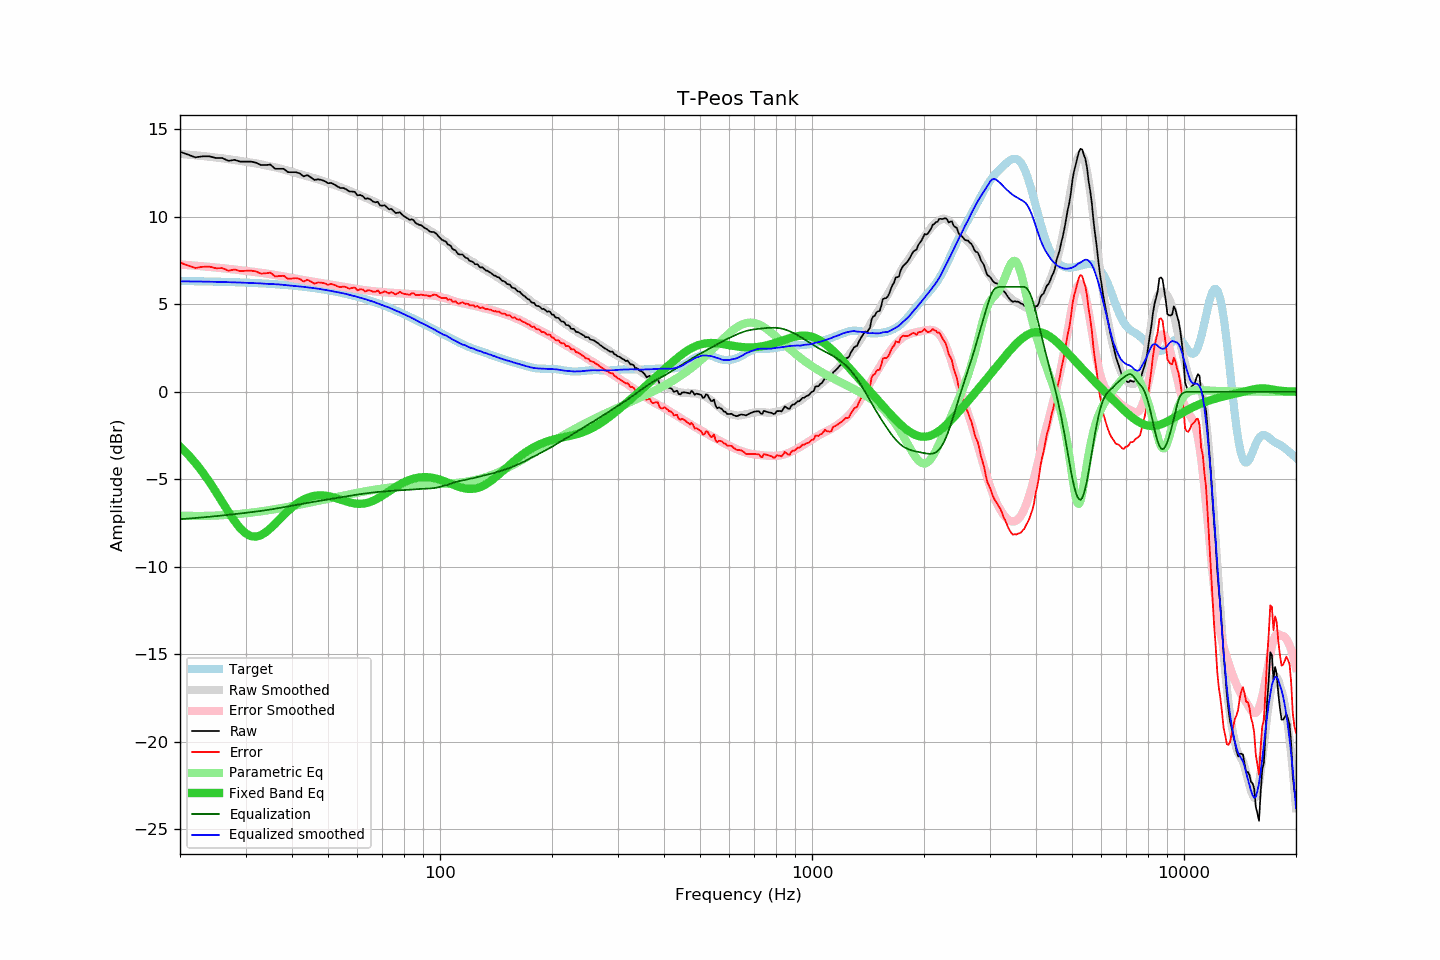 T-Peos Tank
15
10
5
0
−5
−10
−15
−20
−25
Amplitude (dBr)
Target
Raw Smoothed
Error Smoothed
Raw
Error
Parametric Eq
Fixed Band Eq
Equalization
Equalized smoothed
100
1000
10000
Frequency (Hz)